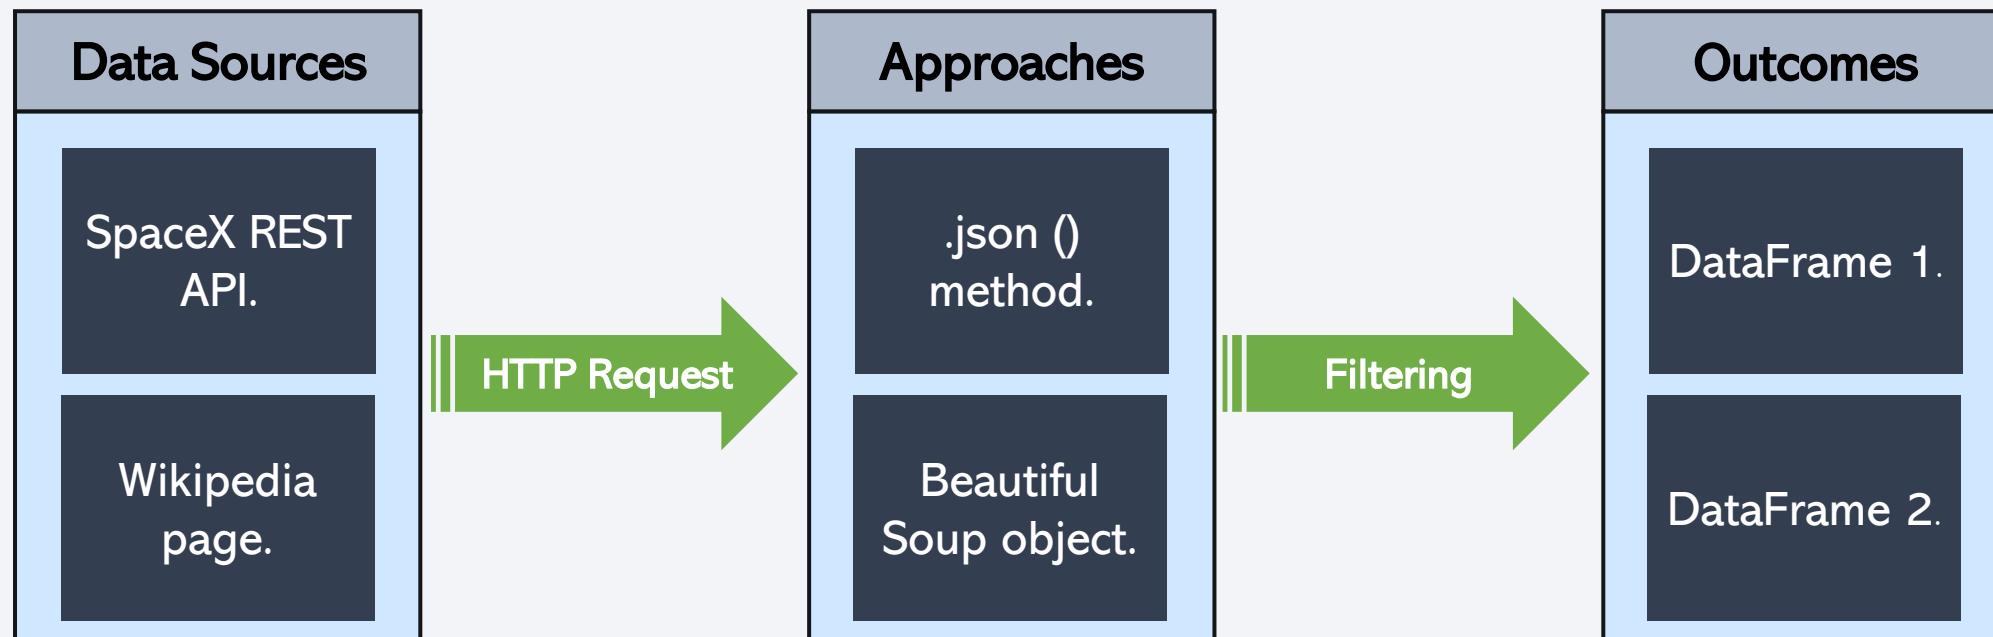 Data Sources
SpaceX REST
API.
Wikipedia
page.
HTTP Request
Approaches
.json ()
method.
Beautiful
Soup object.
Filtering
Outcomes
DataFrame 1.
DataFrame 2.